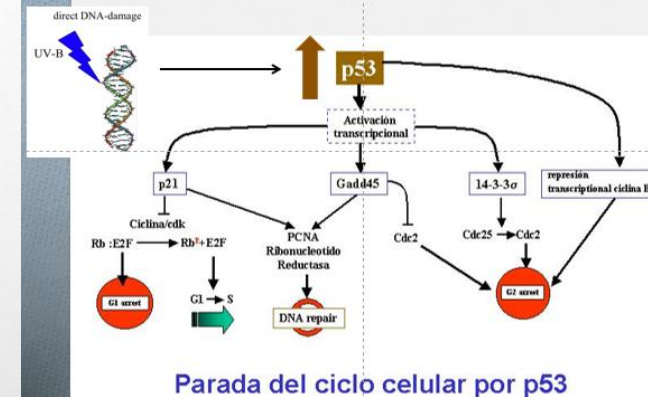 direct DNA-damage
UV-B
p53
Activación
transcripcional
p21
Gadd45
14-3-3σ
represión
transcriptional ciclina B
Ciclina/cdk
Rb :E2F
Rbᴾ+E2F
PCNA
Ribonucleotido
Reductasa
Cdc2
Cdc25
Cdc2
G1 arrest
G1
S
DNA repair
G2 arrest
Parada del ciclo celular por p53